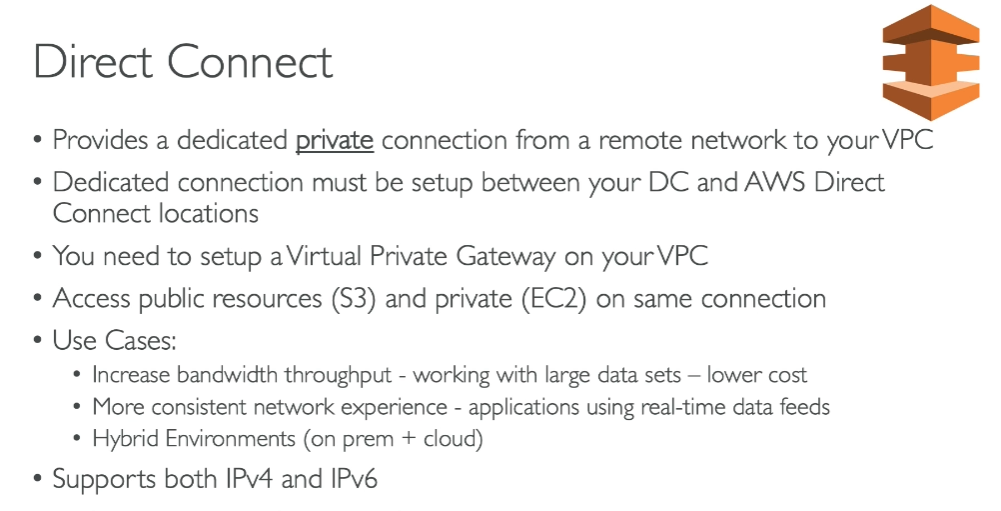 Direct Connect
• Provides a dedicated private connection from a remote network to your VPC
• Dedicated connection must be setup between your DC and AWS Direct
Connect locations
• You need to setup a Virtual Private Gateway on your VPC
• Access public resources (S3) and private (EC2) on same connection
• Use Cases:
• Increase bandwidth throughput - working with large data sets – lower cost
• More consistent network experience - applications using real-time data feeds
• Hybrid Environments (on prem + cloud)
• Supports both IPv4 and IPv6